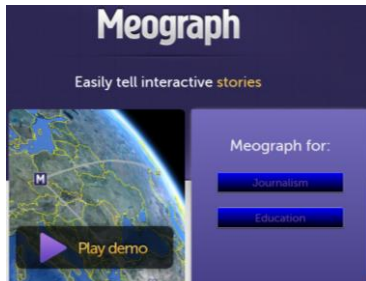 Meograph
Easily tell interactive stories
Meograph for:
Journalism
M
Education
Play demo